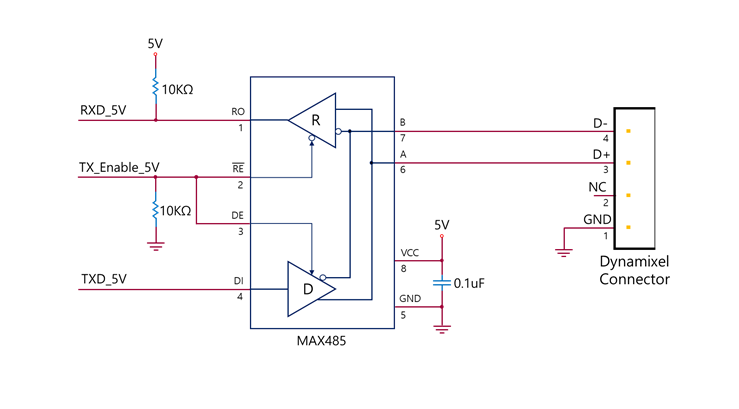 5V
10KΩ
RXD_5V
RO
1
R
B
7
D-
4
TX_Enable_5V
RE
2
A
6
D+
3
NC
2
10KΩ
DE
3
GND
1
5V
VCC
8
Dynamixel
Connector
TXD_5V
DI
4
D
0.1uF
GND
5
MAX485